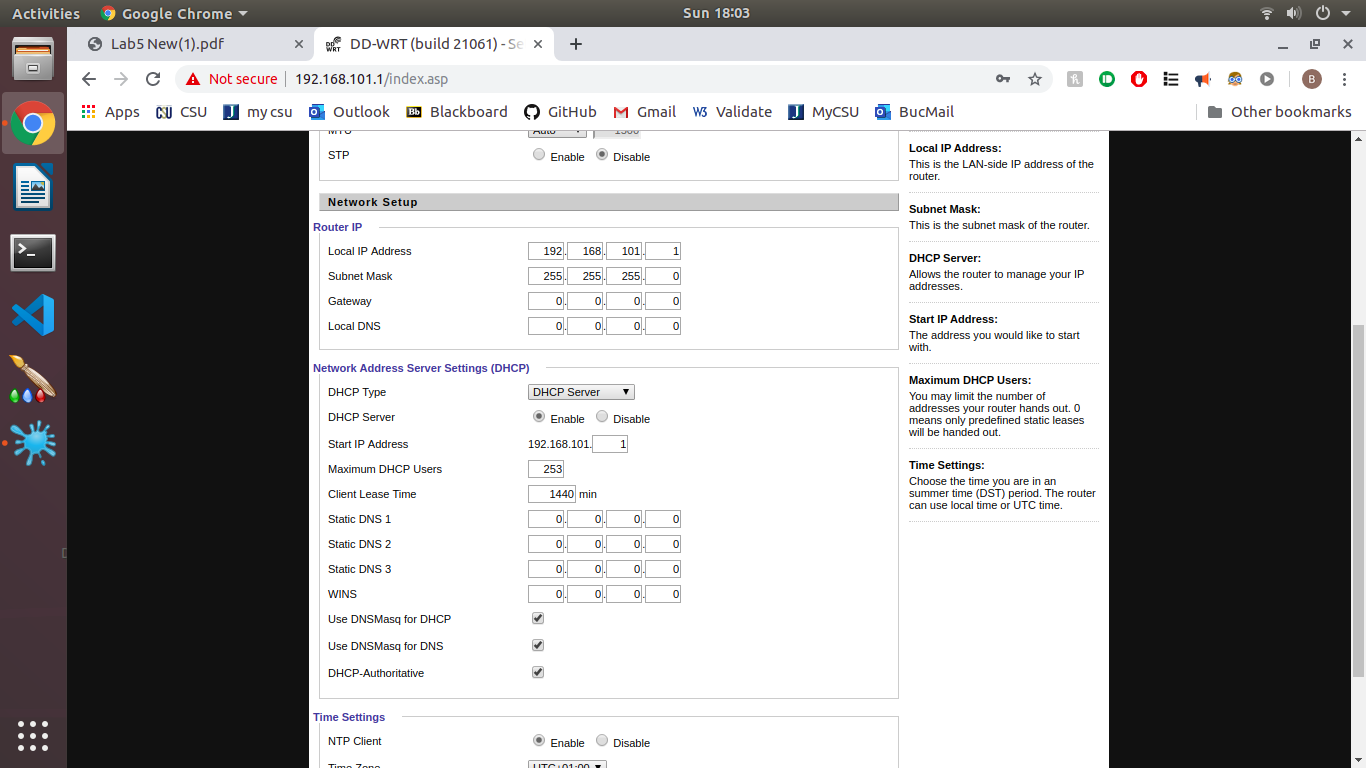 Activities Google Chrome Sun 18:03
Lab5 New(1).pdf DD-WRT (build 21061) - Se
Not secure 192.168.101.1/index.asp B
Apps CSU my csu Outlook Blackboard GitHub Gmail Validate MyCSU BucMail Other bookmarks
MTU Auto 1500
STP Enable Disable
Network Setup
Router IP
Local IP Address 192. 168. 101. 1
Subnet Mask 255. 255. 255. 0
Gateway 0. 0. 0. 0
Local DNS 0. 0. 0. 0
Network Address Server Settings (DHCP)
DHCP Type DHCP Server
DHCP Server Enable Disable
Start IP Address 192.168.101. 1
Maximum DHCP Users 253
Client Lease Time 1440 min
Static DNS 1 0. 0. 0. 0
Static DNS 2 0. 0. 0. 0
Static DNS 3 0. 0. 0. 0
WINS 0. 0. 0. 0
Use DNSMasq for DHCP
Use DNSMasq for DNS
DHCP-Authoritative
Time Settings
NTP Client Enable Disable
Time Zone UTC+01:00
Local IP Address:
This is the LAN-side IP address of the
router.
Subnet Mask:
This is the subnet mask of the router.
DHCP Server:
Allows the router to manage your IP
addresses.
Start IP Address:
The address you would like to start
with.
Maximum DHCP Users:
You may limit the number of
addresses your router hands out. 0
means only predefined static leases
will be handed out.
Time Settings:
Choose the time you are in an
summer time (DST) period. The router
can use local time or UTC time.